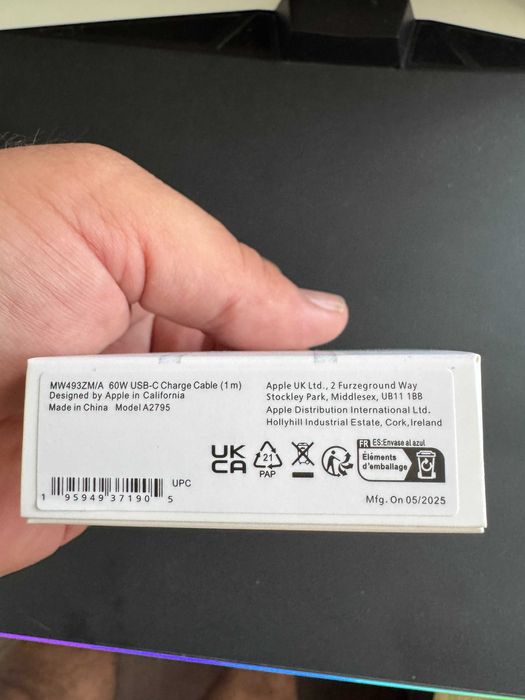 MW493ZM/A 60W USB-C Charge Cable (1m)
Designed by Apple in California
Made in China Model A2795
Apple UK Ltd., 2 Furzeground Way
Stockley Park, Middlesex, UB11 1BB
Apple Distribution International Ltd.
Hollyhill Industrial Estate, Cork,Ireland
UK
CA
21
PAP
FR ES:Envase al azul
Éléments
d'emballage
UPC
1 95949 37190 5
Mfg. On 05/2025